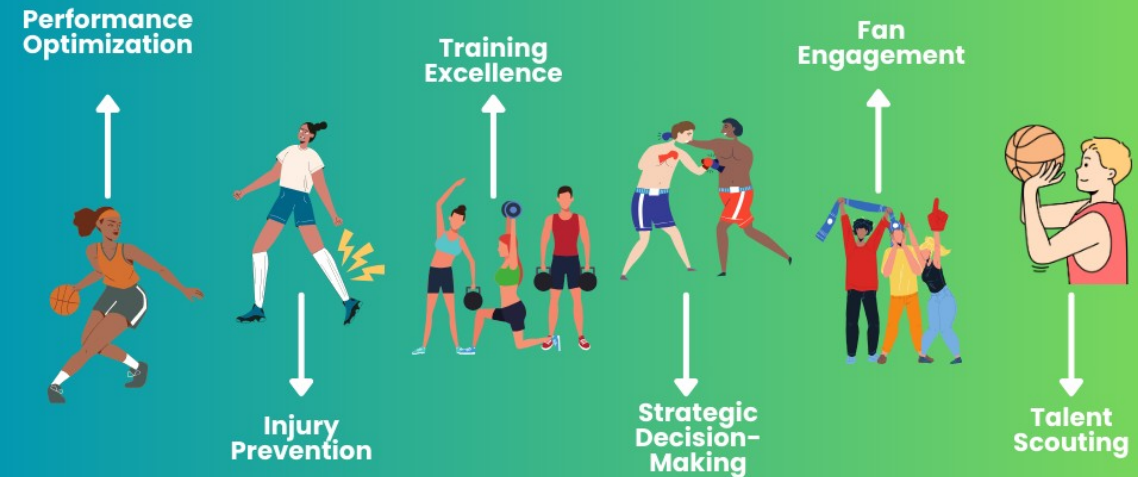 Performance
Optimization
Injury
Prevention
Training
Excellence
Strategic
Decision-
Making
Fan
Engagement
Talent
Scouting